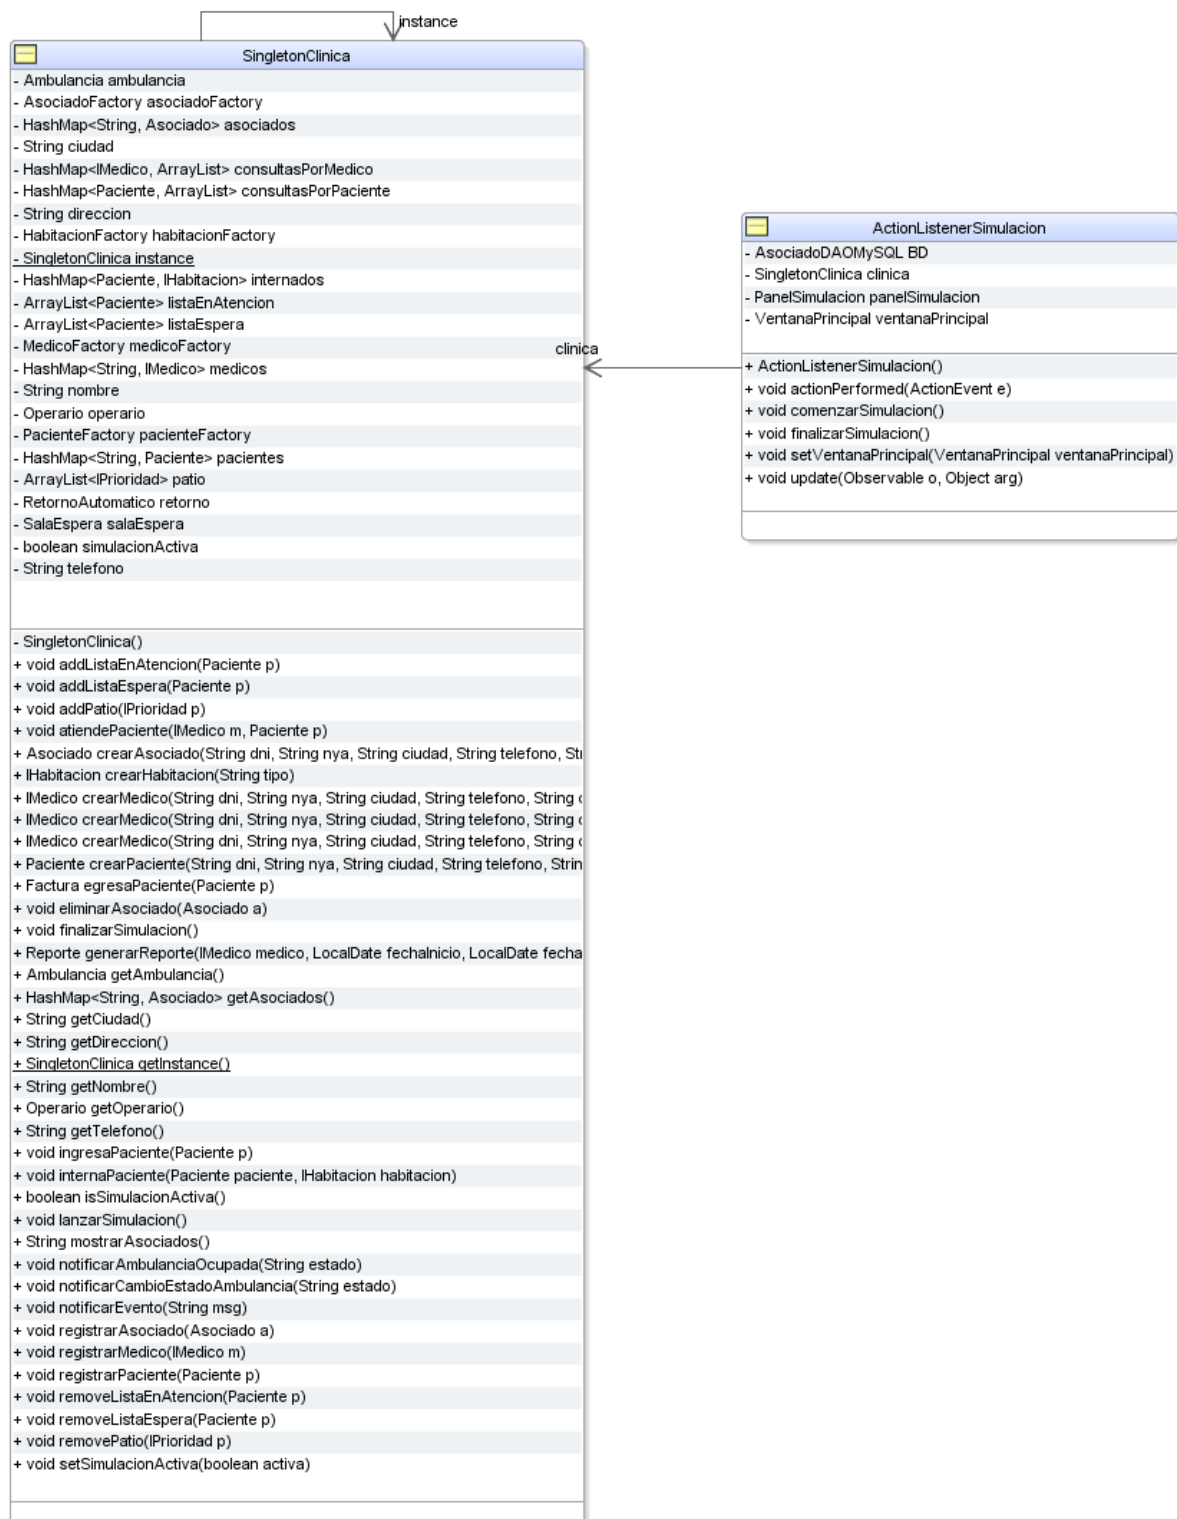 instance
SingletonClinica
- Ambulancia ambulancia
- AsociadoFactory asociadoFactory
- HashMap<String, Asociado> asociados
- String ciudad
- HashMap<IMedico, ArrayList> consultasPorMedico
- HashMap<Paciente, ArrayList> consultasPorPaciente
- String direccion
- HabitacionFactory habitacionFactory
- SingletonClinica instance
- HashMap<Paciente, IHabitacion> internados
- ArrayList<Paciente> listaEnAtencion
- ArrayList<Paciente> listaEspera
- MedicoFactory medicoFactory
- HashMap<String, IMedico> medicos
- String nombre
- Operario operario
- PacienteFactory pacienteFactory
- HashMap<String, Paciente> pacientes
- ArrayList<IPrioridad> patio
- RetornoAutomatico retorno
- SalaEspera salaEspera
- boolean simulacionActiva
- String telefono
- SingletonClinica()
+ void addListaEnAtencion(Paciente p)
+ void addListaEspera(Paciente p)
+ void addPatio(IPrioridad p)
+ void atiendePaciente(IMedico m, Paciente p)
+ Asociado crearAsociado(String dni, String nya, String ciudad, String telefono, Str
+ IHabitacion crearHabitacion(String tipo)
+ IMedico crearMedico(String dni, String nya, String ciudad, String telefono, String
+ IMedico crearMedico(String dni, String nya, String ciudad, String telefono, String
+ IMedico crearMedico(String dni, String nya, String ciudad, String telefono, String
+ Paciente crearPaciente(String dni, String nya, String ciudad, String telefono, Strin
+ Factura egresaPaciente(Paciente p)
+ void eliminarAsociado(Asociado a)
+ void finalizarSimulacion()
+ Reporte generarReporte(IMedico medico, LocalDate fechaInicio, LocalDate fecha
+ Ambulancia getAmbulancia()
+ HashMap<String, Asociado> getAsociados()
+ String getCiudad()
+ String getDireccion()
+ SingletonClinica getInstance()
+ String getNombre()
+ Operario getOperario()
+ String getTelefono()
+ void ingresaPaciente(Paciente p)
+ void internaPaciente(Paciente paciente, IHabitacion habitacion)
+ boolean isSimulacionActiva()
+ void lanzarSimulacion()
+ String mostrarAsociados()
+ void notificarAmbulanciaOcupada(String estado)
+ void notificarCambioEstadoAmbulancia(String estado)
+ void notificarEvento(String msg)
+ void registrarAsociado(Asociado a)
+ void registrarMedico(IMedico m)
+ void registrarPaciente(Paciente p)
+ void removeListaEnAtencion(Paciente p)
+ void removeListaEspera(Paciente p)
+ void removePatio(IPrioridad p)
+ void setSimulacionActiva(boolean activa)
clinica
ActionListenerSimulacion
- AsociadoDAOMySQL BD
- SingletonClinica clinica
- PanelSimulacion panelSimulacion
- VentanaPrincipal ventanaPrincipal
+ ActionListenerSimulacion()
+ void actionPerformed(ActionEvent e)
+ void comenzarSimulacion()
+ void finalizarSimulacion()
+ void setVentanaPrincipal(VentanaPrincipal ventanaPrincipal)
+ void update(Observable o, Object arg)